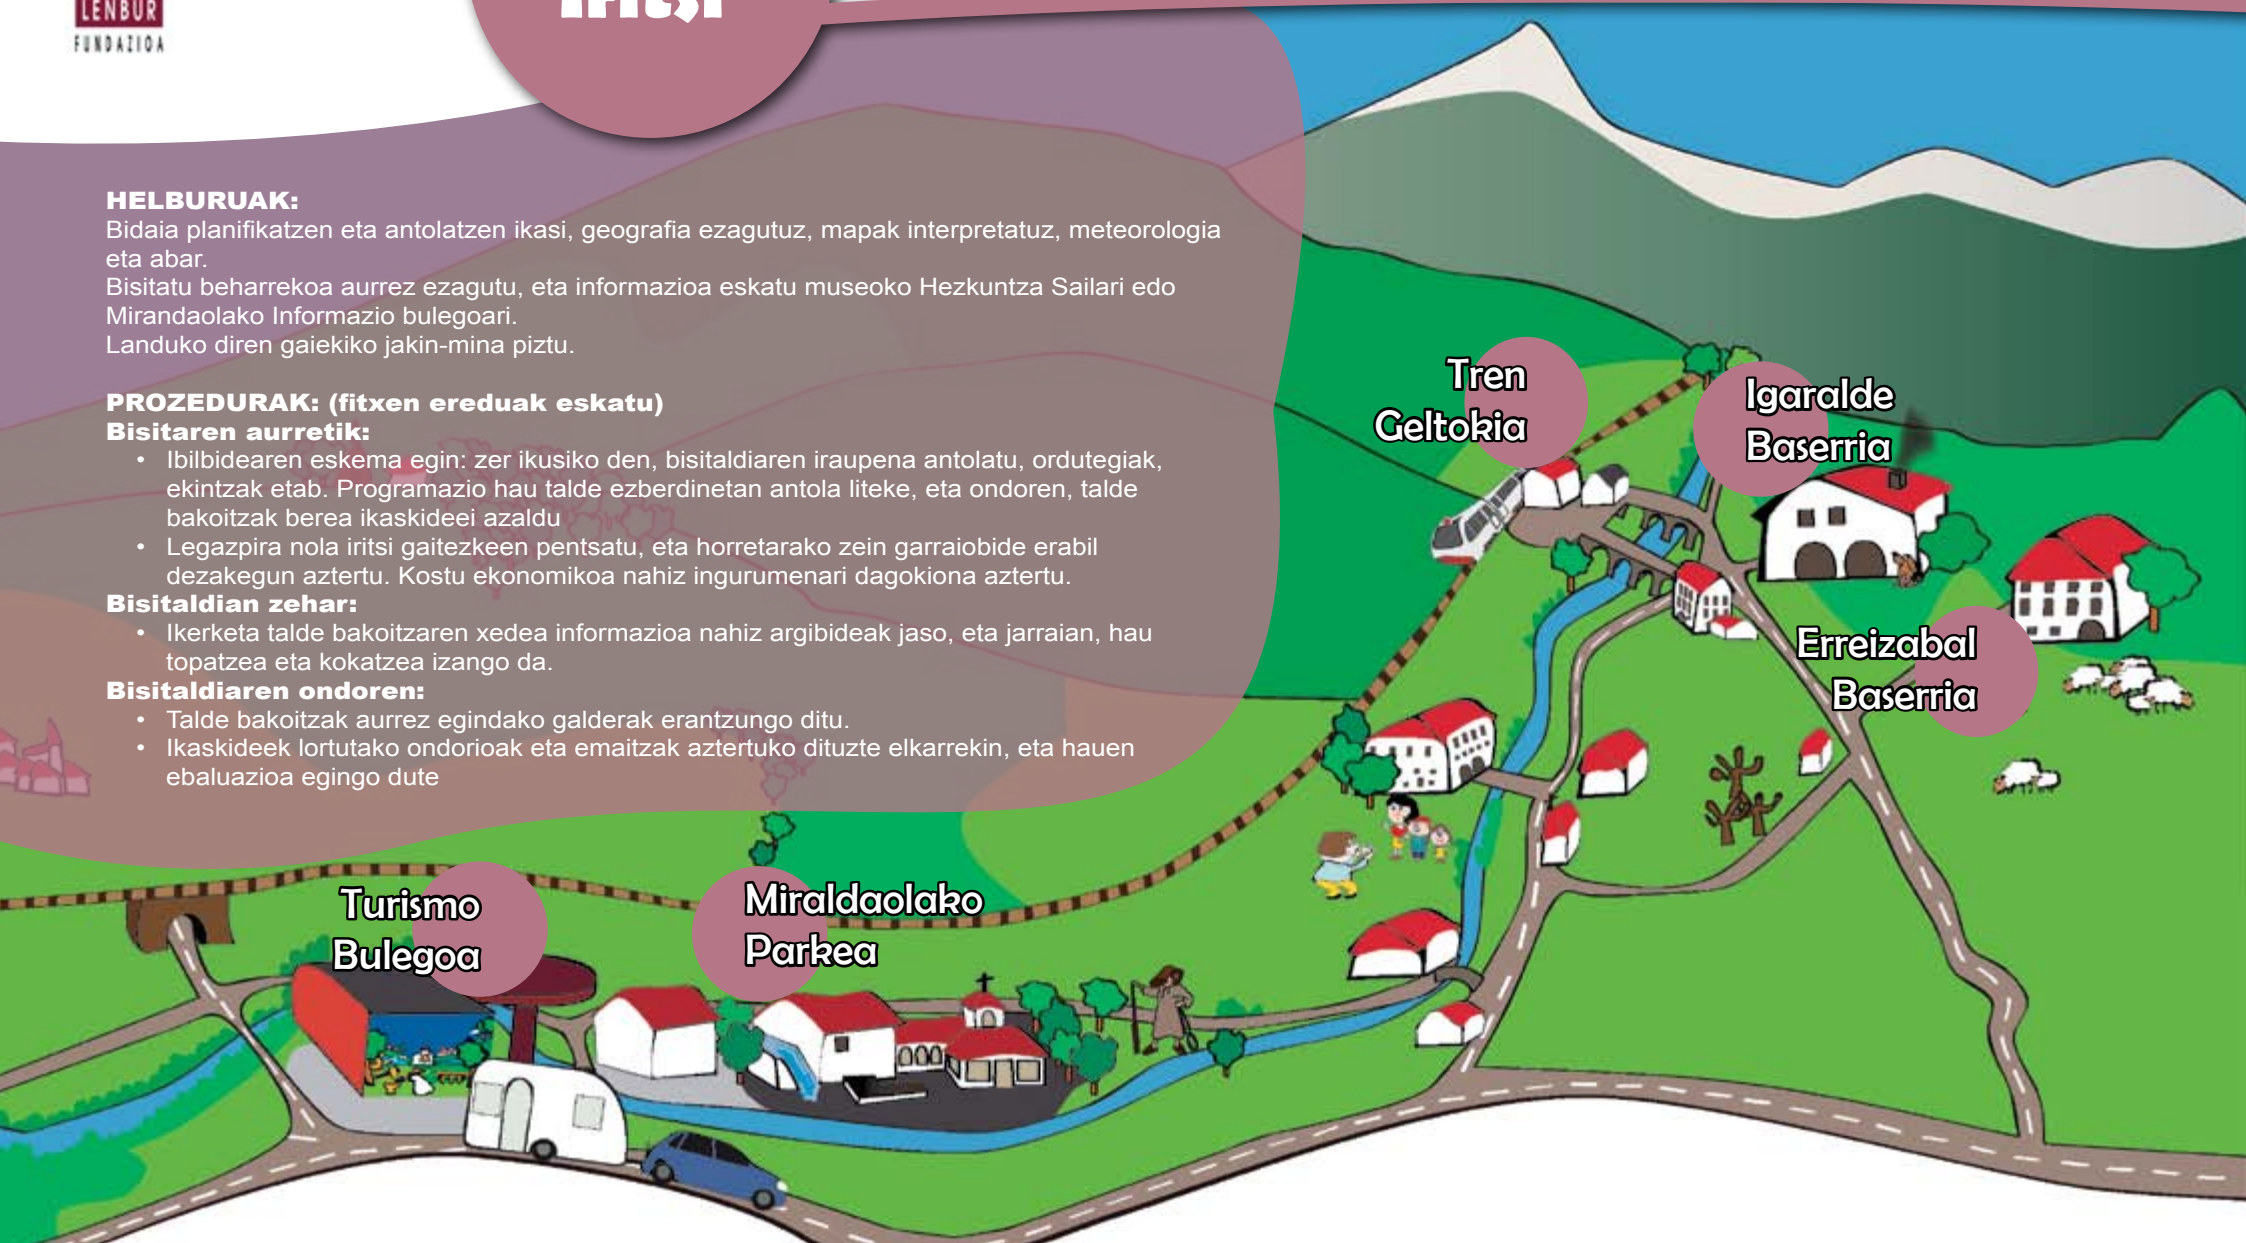 LENBUR
FUNDAZIOA
iritsi
HELBURUAK:
Bidaia planifikatzen eta antolatzen ikasi, geografia ezagutuz, mapak interpretatuz, meteorologia
eta abar.
Bisitatu beharrekoa aurrez ezagutu, eta informazioa eskatu museoko Hezkuntza Sailari edo
Mirandaolako Informazio bulegoari.
Landuko diren gaiekiko jakin-mina piztu.
PROZEDURAK: (fitxen ereduak eskatu)
Bisitaren aurretik:
• Ibilbidearen eskema egin: zer ikusiko den, bisitaldiaren iraupena antolatu, ordutegiak,
ekintzak etab. Programazio hau talde ezberdinetan antola liteke, eta ondoren, talde
bakoitzak berea ikaskideei azaldu
• Legazpira nola iritsi gaitezkeen pentsatu, eta horretarako zein garraiobide erabil
dezakegun aztertu. Kostu ekonomikoa nahiz ingurumenari dagokiona aztertu.
Bisitaldian zehar:
• Ikerketa talde bakoitzaren xedea informazioa nahiz argibideak jaso, eta jarraian, hau
topatzea eta kokatzea izango da.
Bisitaldiaren ondoren:
• Talde bakoitzak aurrez egindako galderak erantzungo ditu.
• Ikaskideek lortutako ondorioak eta emaitzak aztertuko dituzte elkarrekin, eta hauen
ebaluazioa egingo dute
Tren
Geltokia
Igaralde
Baserria
Erreizabal
Baserria
Turismo
Bulegoa
Miraldaolako
Parkea